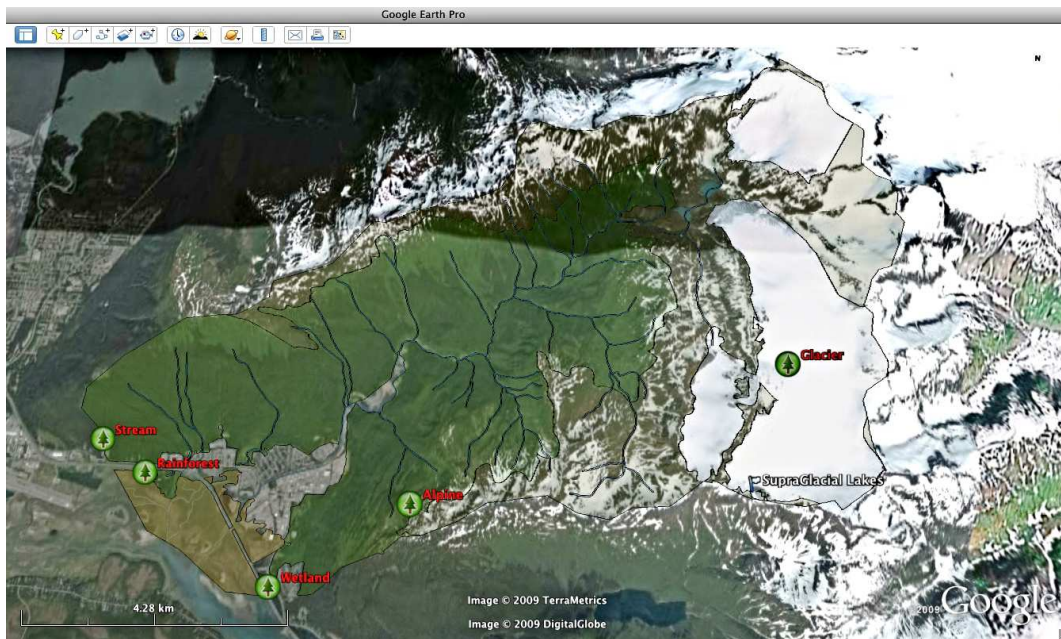 Google Earth Pro
N
Glacier
Stream
Rainforest
SupraGlacial Lakes
Alpine
Wetland
4.28 km
Image © 2009 TerraMetrics
©2009 Google
Image © 2009 DigitalGlobe